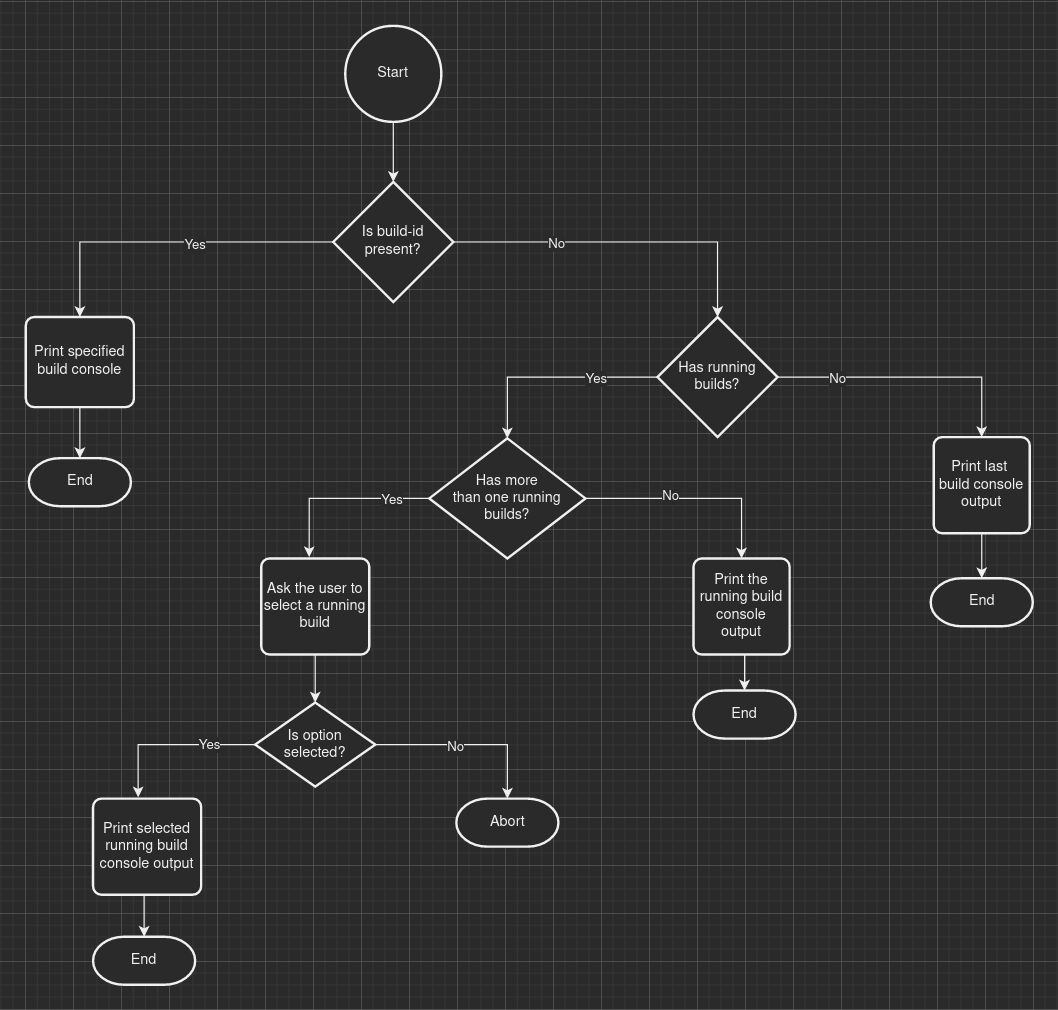 Start
Is build-id
present?
Yes
No
Print specified
build console
End
Has running
builds?
Yes
No
Has more
than one running
builds?
Print last
build console
output
End
Yes
No
Ask the user to
select a running
build
Print the
running build
console
output
End
Is option
selected?
Yes
No
Print selected
running build
console output
Abort
End